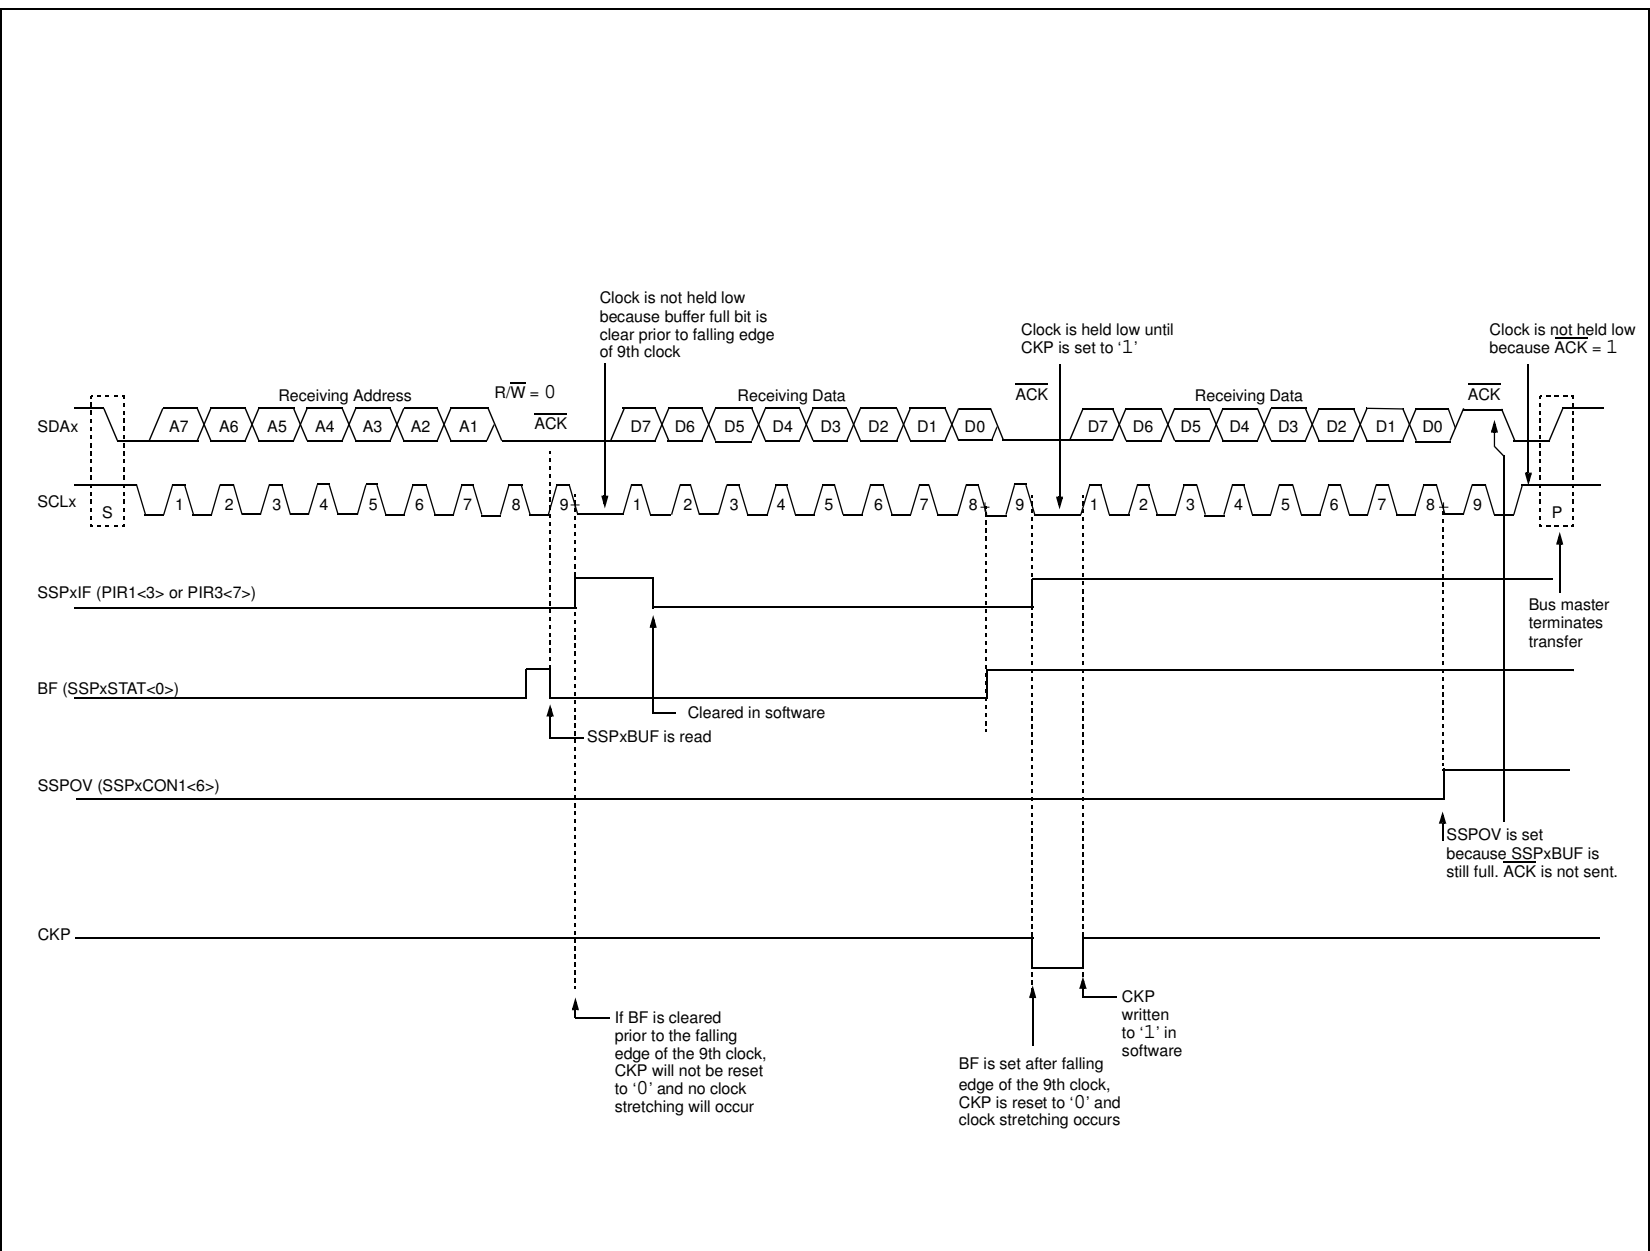 Clock is not held low
because buffer full bit is
clear prior to falling edge
of 9th clock
Clock is held low until
CKP is set to ‘1’
Clock is not held low
because ACK = 1
Receiving Address
R/W = 0
ACK
Receiving Data
ACK
Receiving Data
ACK
SDAx
A7 A6 A5 A4 A3 A2 A1
D7 D6 D5 D4 D3 D2 D1 D0
D7 D6 D5 D4 D3 D2 D1 D0
SCLx
S
1 2 3 4 5 6 7 8 9
1 2 3 4 5 6 7 8 9
1 2 3 4 5 6 7 8 9
P
SSPxIF (PIR1<3> or PIR3<7>)
Bus master
terminates
transfer
BF (SSPxSTAT<0>)
Cleared in software
SSPxBUF is read
SSPOV (SSPxCON1<6>)
SSPOV is set
because SSPxBUF is
still full. ACK is not sent.
CKP
CKP
written
to ‘1’ in
software
If BF is cleared
prior to the falling
edge of the 9th clock,
CKP will not be reset
to ‘0’ and no clock
stretching will occur
BF is set after falling
edge of the 9th clock,
CKP is reset to ‘0’ and
clock stretching occurs